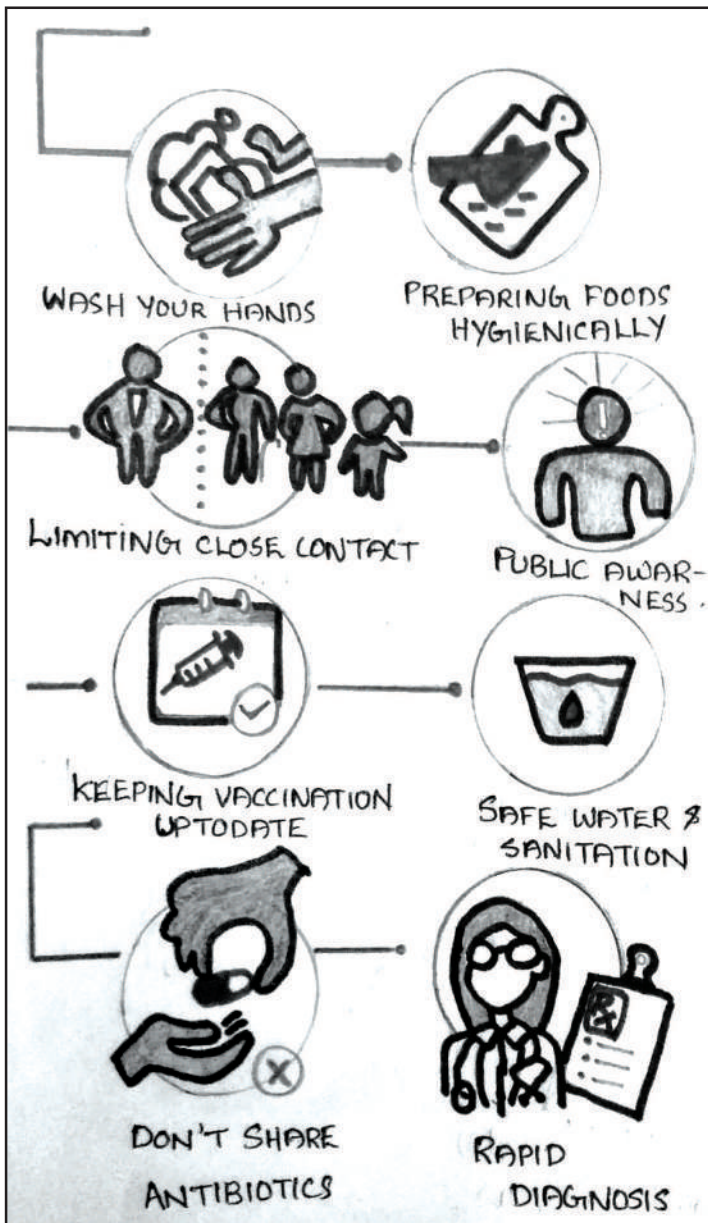 WASH YOUR HANDS
PREPARING FOODS
HYGIENICALLY
LIMITING CLOSE CONTACT
PUBLIC AWAR-
NESS.
KEEPING VACCINATION
UPTODATE
SAFE WATER &
SANITATION
Rx
DON'T SHARE
ANTIBIOTICS
RAPID
DIAGNOSIS